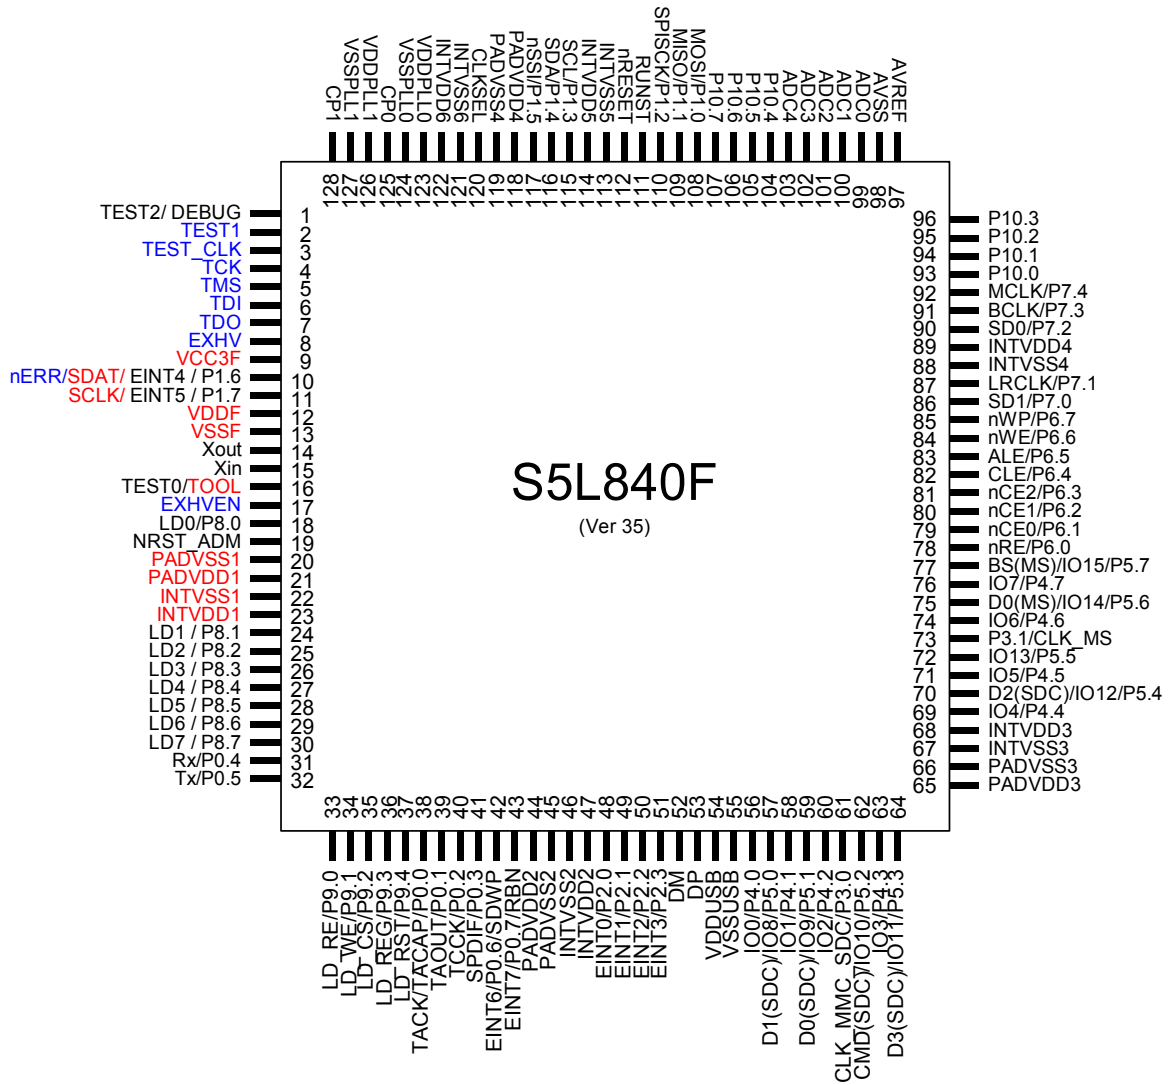 CP1
VSSPLL1
VDDPLL1
CP0
VSSPLL0
VDDPLL0
INTVDD6
INTVSS6
CLKSEL
PADVSS4
PADVDD4
nSSI/P1.5
SDA/P1.4
SCL/P1.3
INTVDD5
INTVSS5
nRESET
RUNST
SPISCK/P1.2
MISO/P1.1
MOSI/P1.0
P10.7
P10.6
P10.5
P10.4
ADC4
ADC3
ADC2
ADC1
ADC0
AVSS
AVREF
128
127
126
125
124
123
122
121
120
119
118
117
116
115
114
113
112
111
110
109
108
107
106
105
104
103
102
101
100
99
98
97
TEST2/ DEBUG 1
TEST1 2
TEST_CLK 3
TCK 4
TMS 5
TDI 6
TDO 7
EXHV 8
VCC3F 9
nERR/SDAT/ EINT4 / P1.6 10
SCLK/ EINT5 / P1.7 11
VDDF 12
VSSF 13
Xout 14
Xin 15
TEST0/TOOL 16
EXHVEN 17
LD0/P8.0 18
NRST_ADM 19
PADVSS1 20
PADVDD1 21
INTVSS1 22
INTVDD1 23
LD1 / P8.1 24
LD2 / P8.2 25
LD3 / P8.3 26
LD4 / P8.4 27
LD5 / P8.5 28
LD6 / P8.6 29
LD7 / P8.7 30
Rx/P0.4 31
Tx/P0.5 32
S5L840F
(Ver 35)
96 P10.3
95 P10.2
94 P10.1
93 P10.0
92 MCLK/P7.4
91 BCLK/P7.3
90 SD0/P7.2
89 INTVDD4
88 INTVSS4
87 LRCLK/P7.1
86 SD1/P7.0
85 nWP/P6.7
84 nWE/P6.6
83 ALE/P6.5
82 CLE/P6.4
81 nCE2/P6.3
80 nCE1/P6.2
79 nCE0/P6.1
78 nRE/P6.0
77 BS(MS)/IO15/P5.7
76 IO7/P4.7
75 D0(MS)/IO14/P5.6
74 IO6/P4.6
73 P3.1/CLK_MS
72 IO13/P5.5
71 IO5/P4.5
70 D2(SDC)/IO12/P5.4
69 IO4/P4.4
68 INTVDD3
67 INTVSS3
66 PADVSS3
65 PADVDD3
33
34
35
36
37
38
39
40
41
42
43
44
45
46
47
48
49
50
51
52
53
54
55
56
57
58
59
60
61
62
63
64
LD_RE/P9.0
LD_WE/P9.1
LD_CS/P9.2
LD_REG/P9.3
LD_RST/P9.4
TACK/TACAP/P0.0
TAOUT/P0.1
TCCK/P0.2
SPDIF/P0.3
EINT6/P0.6/SDWP
EINT7/P0.7/RBN
PADVDD2
PADVSS2
INTVSS2
INTVDD2
EINT0/P2.0
EINT1/P2.1
EINT2/P2.2
EINT3/P2.3
DM
DP
VDDUSB
VSSUSB
IO0/P4.0
D1(SDC)/IO8/P5.0
IO1/P4.1
D0(SDC)/IO9/P5.1
IO2/P4.2
CLK_MMC_SDC/P3.0
CMD(SDC)/IO10/P5.2
IO3/P4.3
D3(SDC)/IO11/P5.3